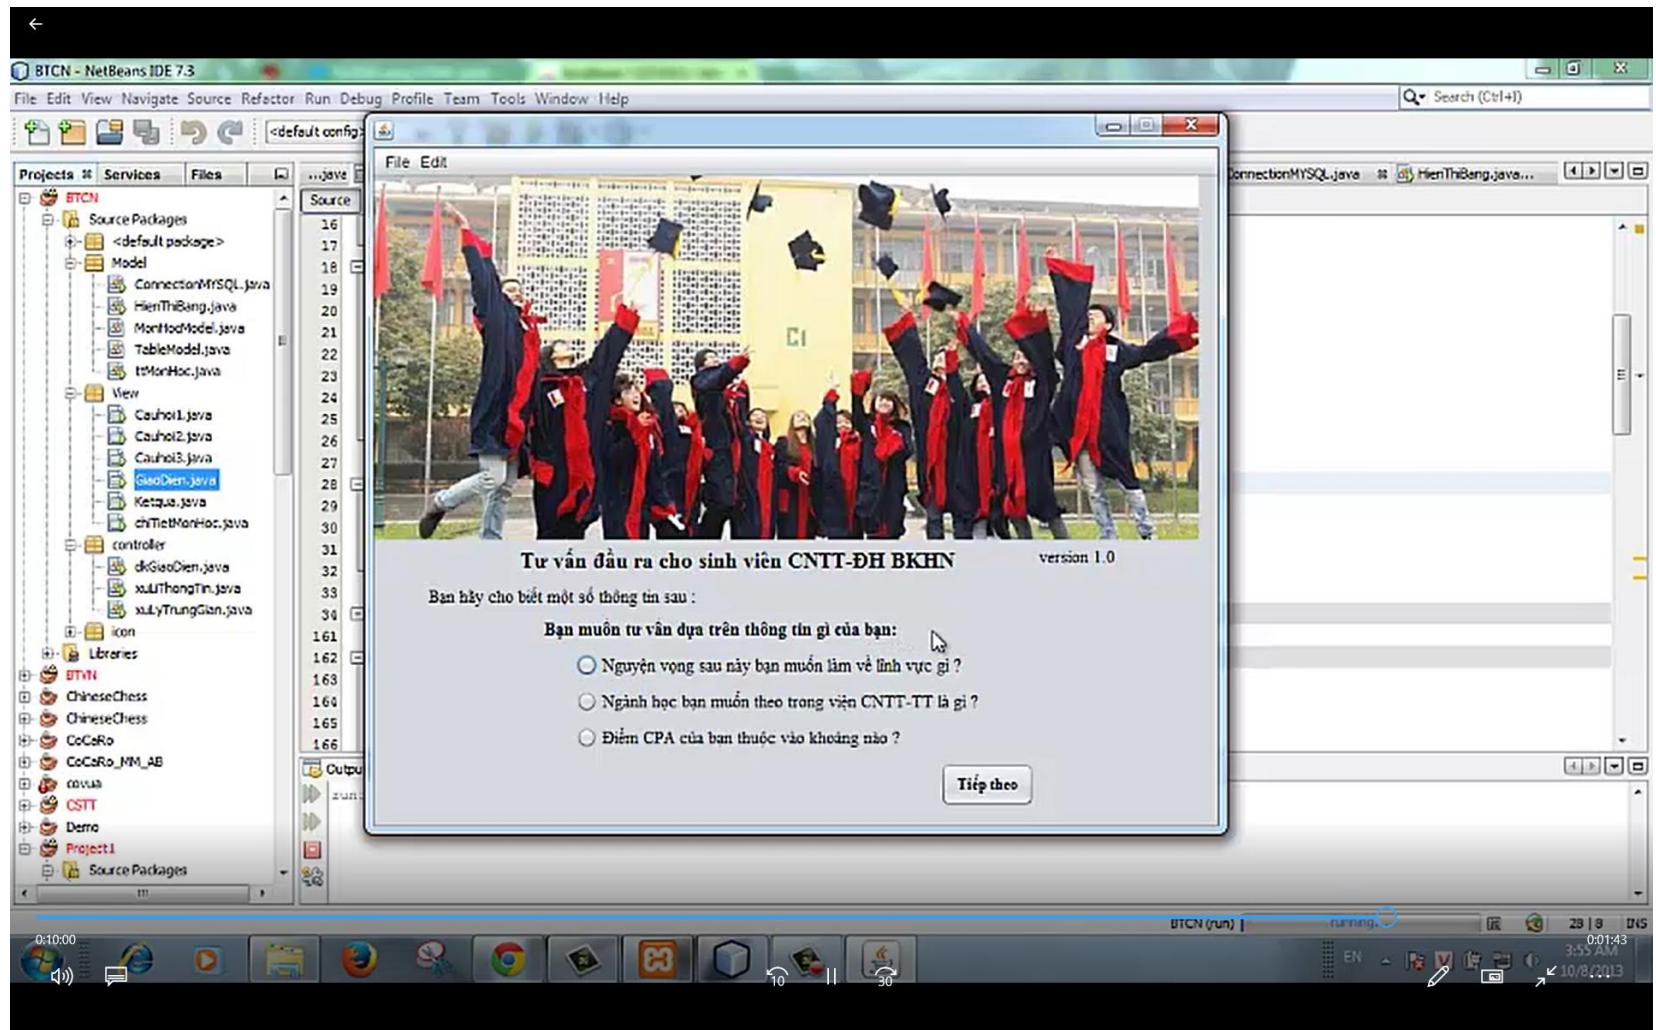 BTCN - NetBeans IDE 7.3
File Edit View Navigate Source Refactor Run Debug Profile Team Tools Window Help
Search (Ctrl+I)
<default config>
File Edit
Projects Services Files
...java
ConnectionMYSQL.java
HienThiBang.java...
Source
BTCN
Source Packages
<default package>
Model
ConnectionMYSQL.java
HienThiBang.java
MonHocModel.java
TableModel.java
ttMonHoc.java
View
Cauhoi1.java
Cauhoi2.java
Cauhoi3.java
GiaoDien.java
Ketqua.java
chiTietMonHoc.java
controller
dkGiaoDien.java
xuLiThongTin.java
xuLyTrungGian.java
icon
Libraries
BTVN
ChineseChess
ChineseChess
CoCaRo
CoCaRo_MM_AB
covua
CSTT
Demo
Project1
Source Packages
16
17
18
19
20
21
22
23
24
25
26
27
28
29
30
31
32
33
34
161
162
163
164
165
166
C1
Tư vấn đầu ra cho sinh viên CNTT-ĐH BKHN
version 1.0
Bạn hãy cho biết một số thông tin sau :
Bạn muốn tư vấn dựa trên thông tin gì của bạn:
Nguyện vọng sau này bạn muốn làm về lĩnh vực gì ?
Ngành học bạn muốn theo trong viện CNTT-TT là gì ?
Điểm CPA của bạn thuộc vào khoảng nào ?
Tiếp theo
Outpu
run:
BTCN (run)
running...
28 | 8
INS
0:10:00
0:01:43
EN
3:55 AM
10/8/2013
10
30